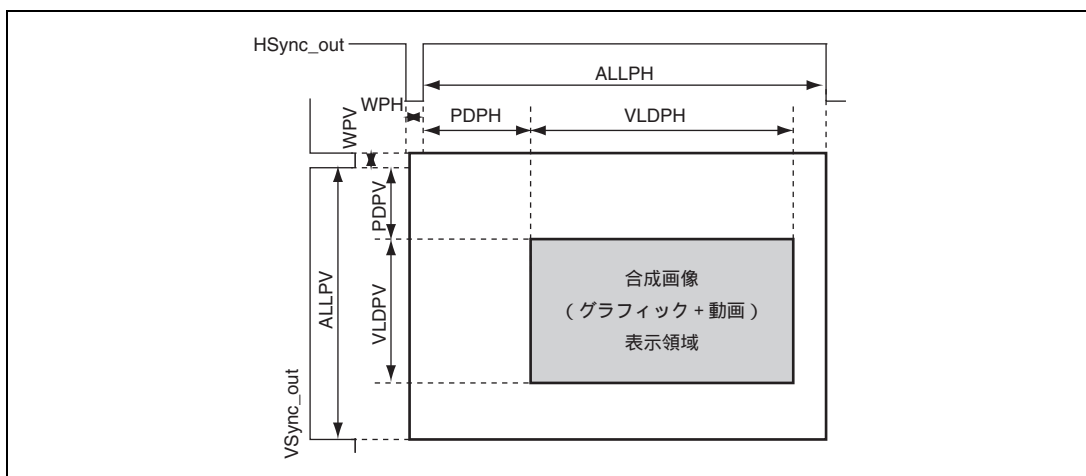 HSync_out
ALLPH
WPH
PDPH
VLDPH
WPV
PDPV
ALLPV
VLDPV
合成画像
(グラフィック+動画)
表示領域
VSync_out